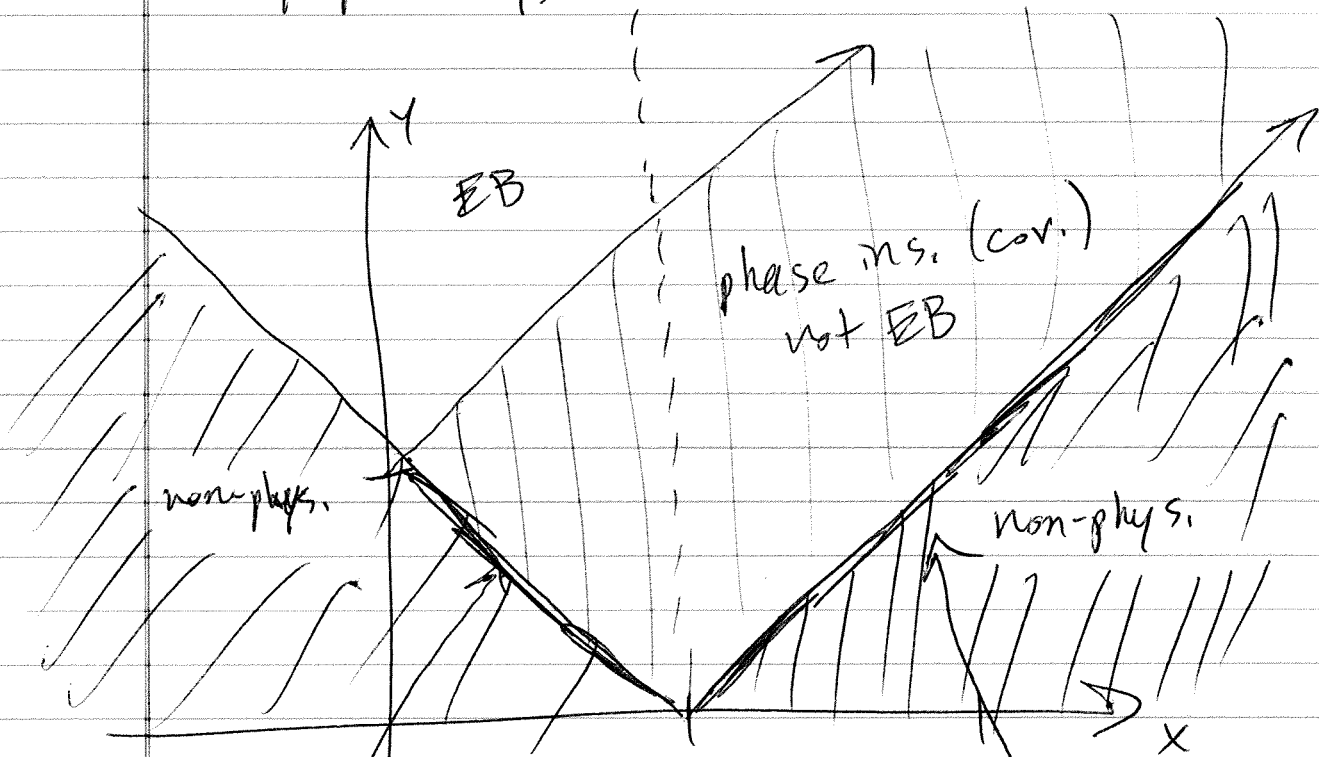 Y
EB
phase ins. (cov.)
not EB
non-phys.
non-phys.
X